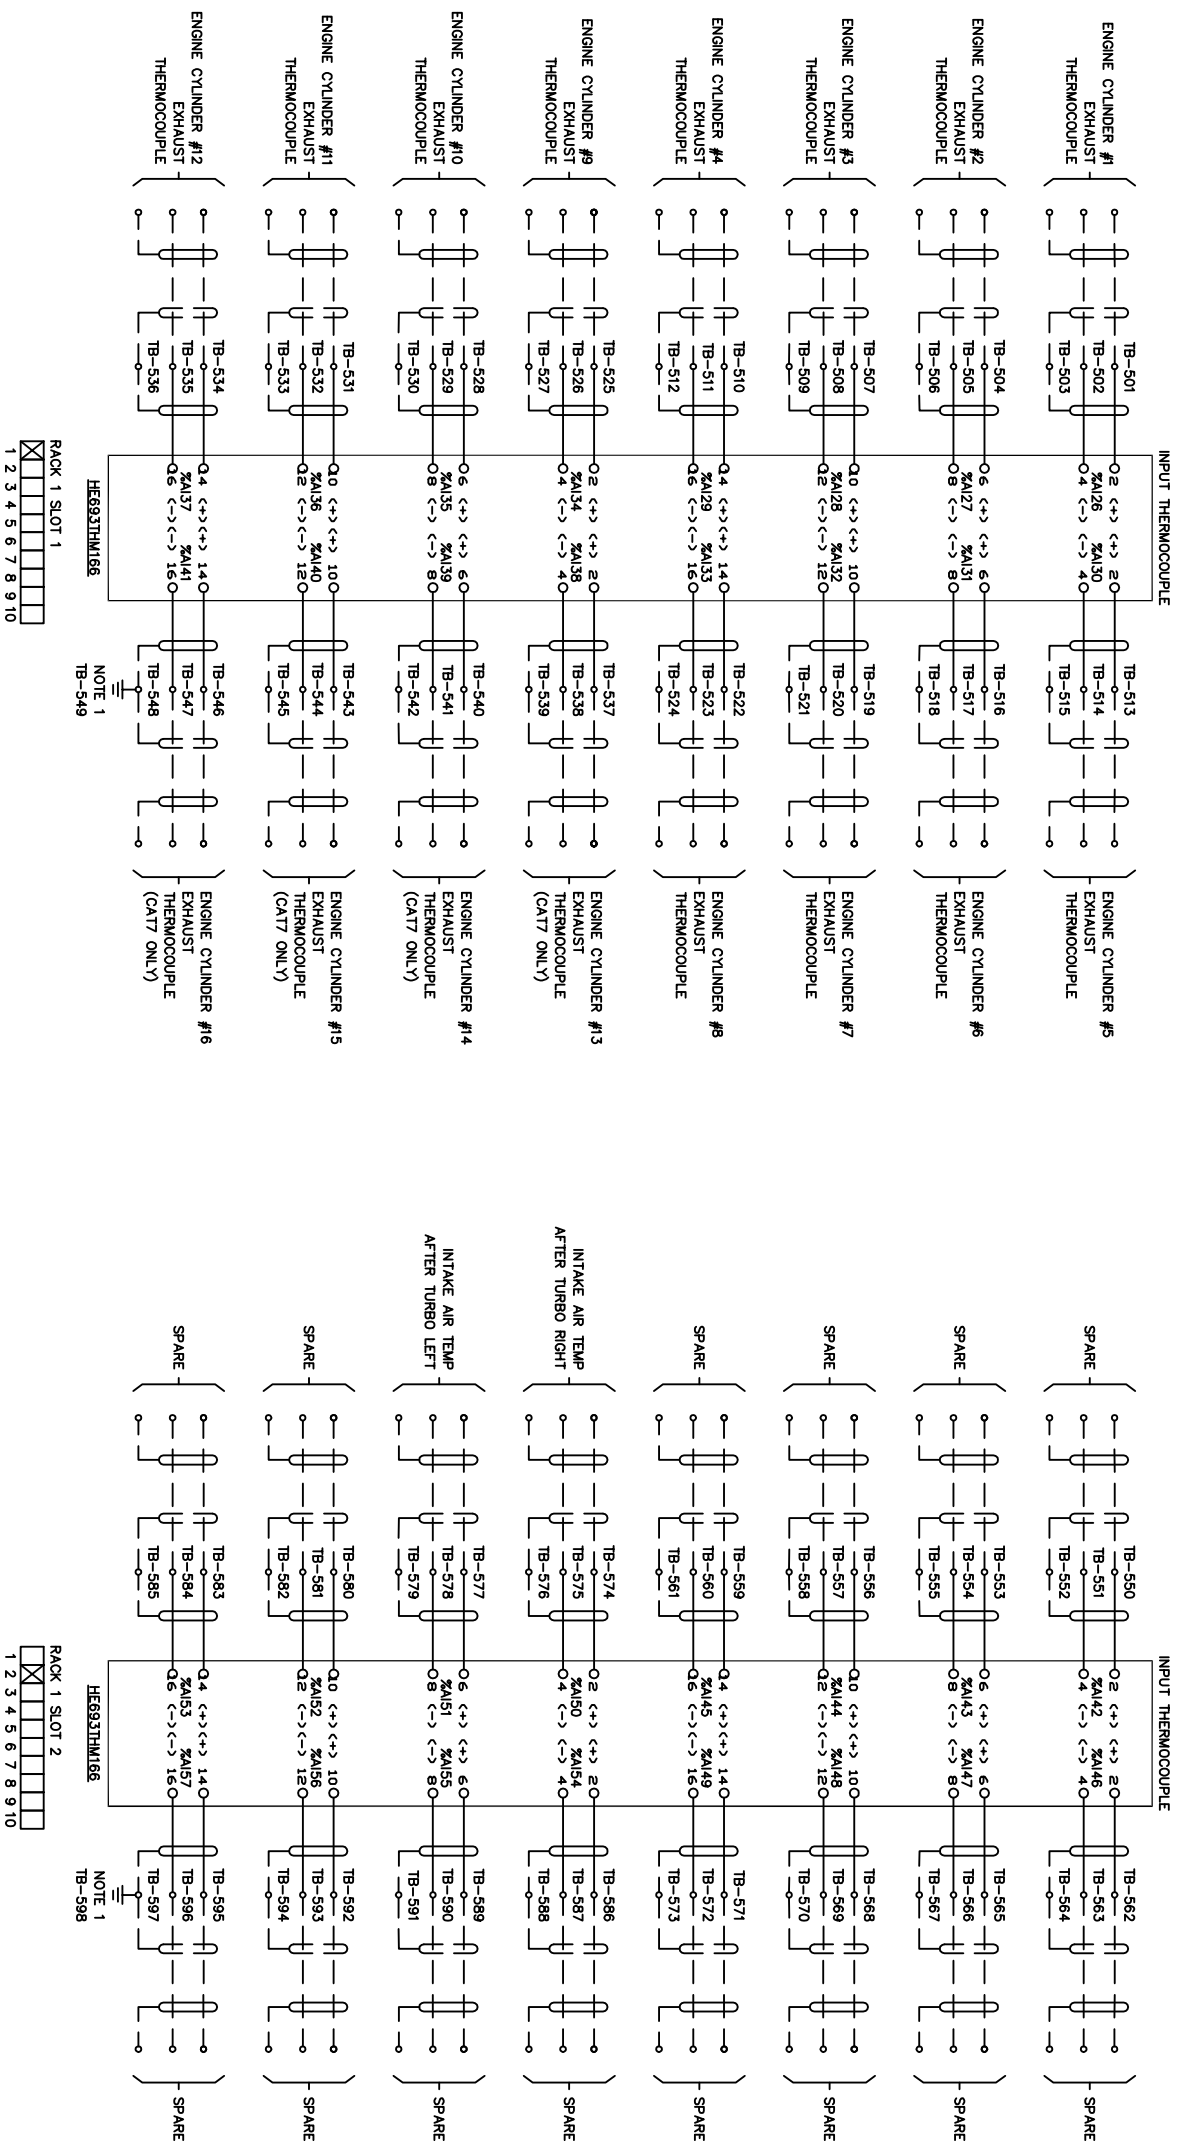 INPUT THERMOCOUPLE
ENGINE CYLINDER #1
EXHAUST
THERMOCOUPLE
TB-501
TB-502
TB-503
2 (+) (+) 2
%AI26 %AI30
4 (-) (-) 4
TB-513
TB-514
TB-515
ENGINE CYLINDER #5
EXHAUST
THERMOCOUPLE
ENGINE CYLINDER #2
EXHAUST
THERMOCOUPLE
TB-504
TB-505
TB-506
6 (+) (+) 6
%AI27 %AI31
8 (-) (-) 8
TB-516
TB-517
TB-518
ENGINE CYLINDER #6
EXHAUST
THERMOCOUPLE
ENGINE CYLINDER #3
EXHAUST
THERMOCOUPLE
TB-507
TB-508
TB-509
10 (+) (+) 10
%AI28 %AI32
12 (-) (-) 12
TB-519
TB-520
TB-521
ENGINE CYLINDER #7
EXHAUST
THERMOCOUPLE
ENGINE CYLINDER #4
EXHAUST
THERMOCOUPLE
TB-510
TB-511
TB-512
14 (+) (+) 14
%AI29 %AI33
16 (-) (-) 16
TB-522
TB-523
TB-524
ENGINE CYLINDER #8
EXHAUST
THERMOCOUPLE
ENGINE CYLINDER #9
EXHAUST
THERMOCOUPLE
TB-525
TB-526
TB-527
2 (+) (+) 2
%AI34 %AI38
4 (-) (-) 4
TB-537
TB-538
TB-539
ENGINE CYLINDER #13
EXHAUST
THERMOCOUPLE
(CAT7 ONLY)
ENGINE CYLINDER #10
EXHAUST
THERMOCOUPLE
TB-528
TB-529
TB-530
6 (+) (+) 6
%AI35 %AI39
8 (-) (-) 8
TB-540
TB-541
TB-542
ENGINE CYLINDER #14
EXHAUST
THERMOCOUPLE
(CAT7 ONLY)
ENGINE CYLINDER #11
EXHAUST
THERMOCOUPLE
TB-531
TB-532
TB-533
10 (+) (+) 10
%AI36 %AI40
12 (-) (-) 12
TB-543
TB-544
TB-545
ENGINE CYLINDER #15
EXHAUST
THERMOCOUPLE
(CAT7 ONLY)
ENGINE CYLINDER #12
EXHAUST
THERMOCOUPLE
TB-534
TB-535
TB-536
14 (+) (+) 14
%AI37 %AI41
16 (-) (-) 16
TB-546
TB-547
TB-548
ENGINE CYLINDER #16
EXHAUST
THERMOCOUPLE
(CAT7 ONLY)
HE693THM166
NOTE 1
TB-549
RACK 1 SLOT 1
1 2 3 4 5 6 7 8 9 10
INPUT THERMOCOUPLE
SPARE
TB-550
TB-551
TB-552
2 (+) (+) 2
%AI42 %AI46
4 (-) (-) 4
TB-562
TB-563
TB-564
SPARE
SPARE
TB-553
TB-554
TB-555
6 (+) (+) 6
%AI43 %AI47
8 (-) (-) 8
TB-565
TB-566
TB-567
SPARE
SPARE
TB-556
TB-557
TB-558
10 (+) (+) 10
%AI44 %AI48
12 (-) (-) 12
TB-568
TB-569
TB-570
SPARE
SPARE
TB-559
TB-560
TB-561
14 (+) (+) 14
%AI45 %AI49
16 (-) (-) 16
TB-571
TB-572
TB-573
SPARE
INTAKE AIR TEMP
AFTER TURBO RIGHT
TB-574
TB-575
TB-576
2 (+) (+) 2
%AI50 %AI54
4 (-) (-) 4
TB-586
TB-587
TB-588
SPARE
INTAKE AIR TEMP
AFTER TURBO LEFT
TB-577
TB-578
TB-579
6 (+) (+) 6
%AI51 %AI55
8 (-) (-) 8
TB-589
TB-590
TB-591
SPARE
SPARE
TB-580
TB-581
TB-582
10 (+) (+) 10
%AI52 %AI56
12 (-) (-) 12
TB-592
TB-593
TB-594
SPARE
SPARE
TB-583
TB-584
TB-585
14 (+) (+) 14
%AI53 %AI57
16 (-) (-) 16
TB-595
TB-596
TB-597
SPARE
HE693THM166
NOTE 1
TB-598
RACK 1 SLOT 2
1 2 3 4 5 6 7 8 9 10